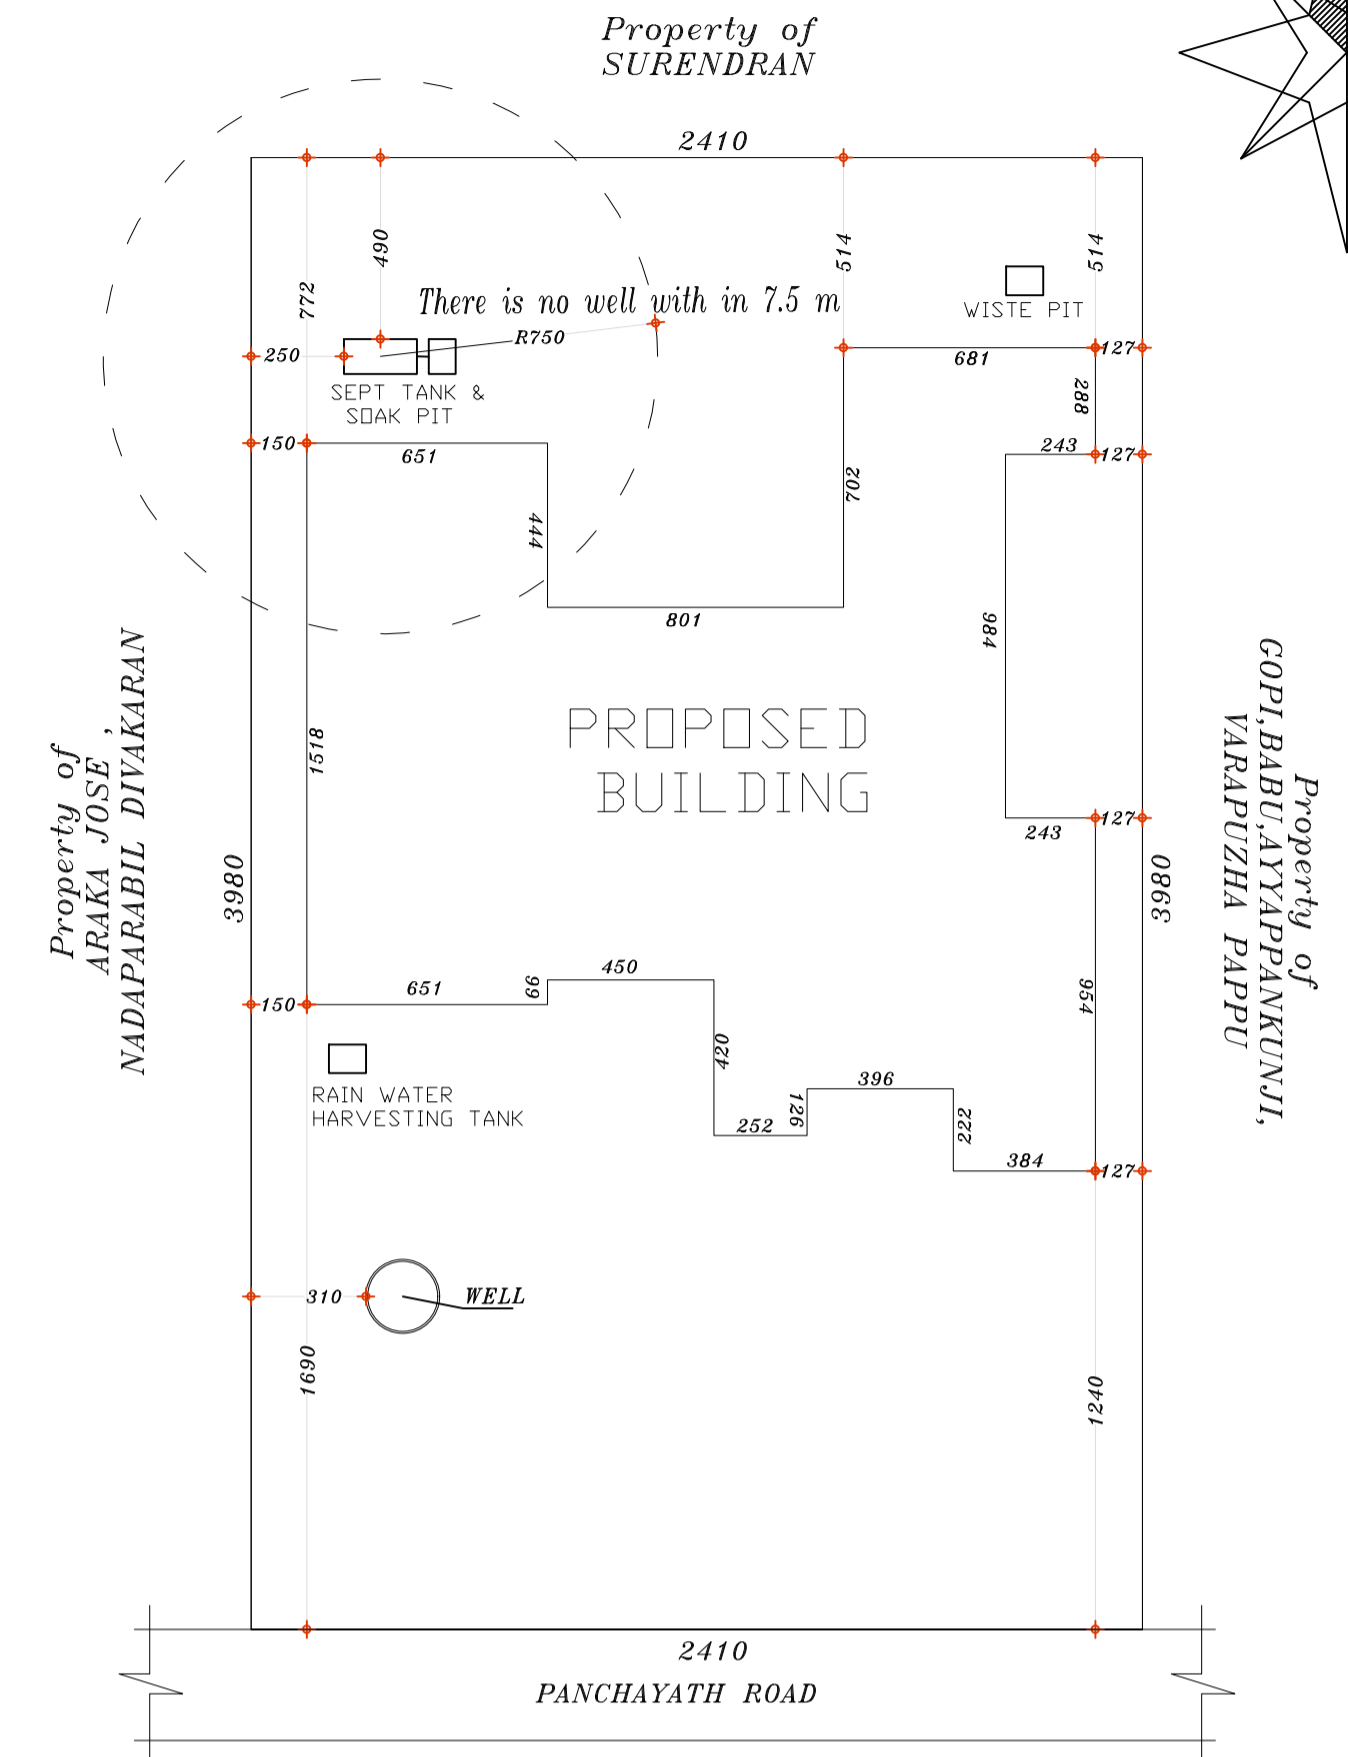 Property of
SURENDRAN
2410
490
514
514
772
There is no well with in 7.5 m
WISTE PIT
R750
250
681
127
SEPT TANK &
SOAK PIT
288
150
651
243
127
702
444
801
984
PROPOSED
BUILDING
1518
243
127
Property of
ARAKA JOSE ,
NADAPARABIL DIVAKARAN
3980
3980
Property of
GOPI,BABU,AYYAPPANKUNJI,
VARAPUZHA PAPPU
450
651
66
150
954
420
RAIN WATER
HARVESTING TANK
396
252
126
222
384
127
310
WELL
1690
1240
2410
PANCHAYATH ROAD